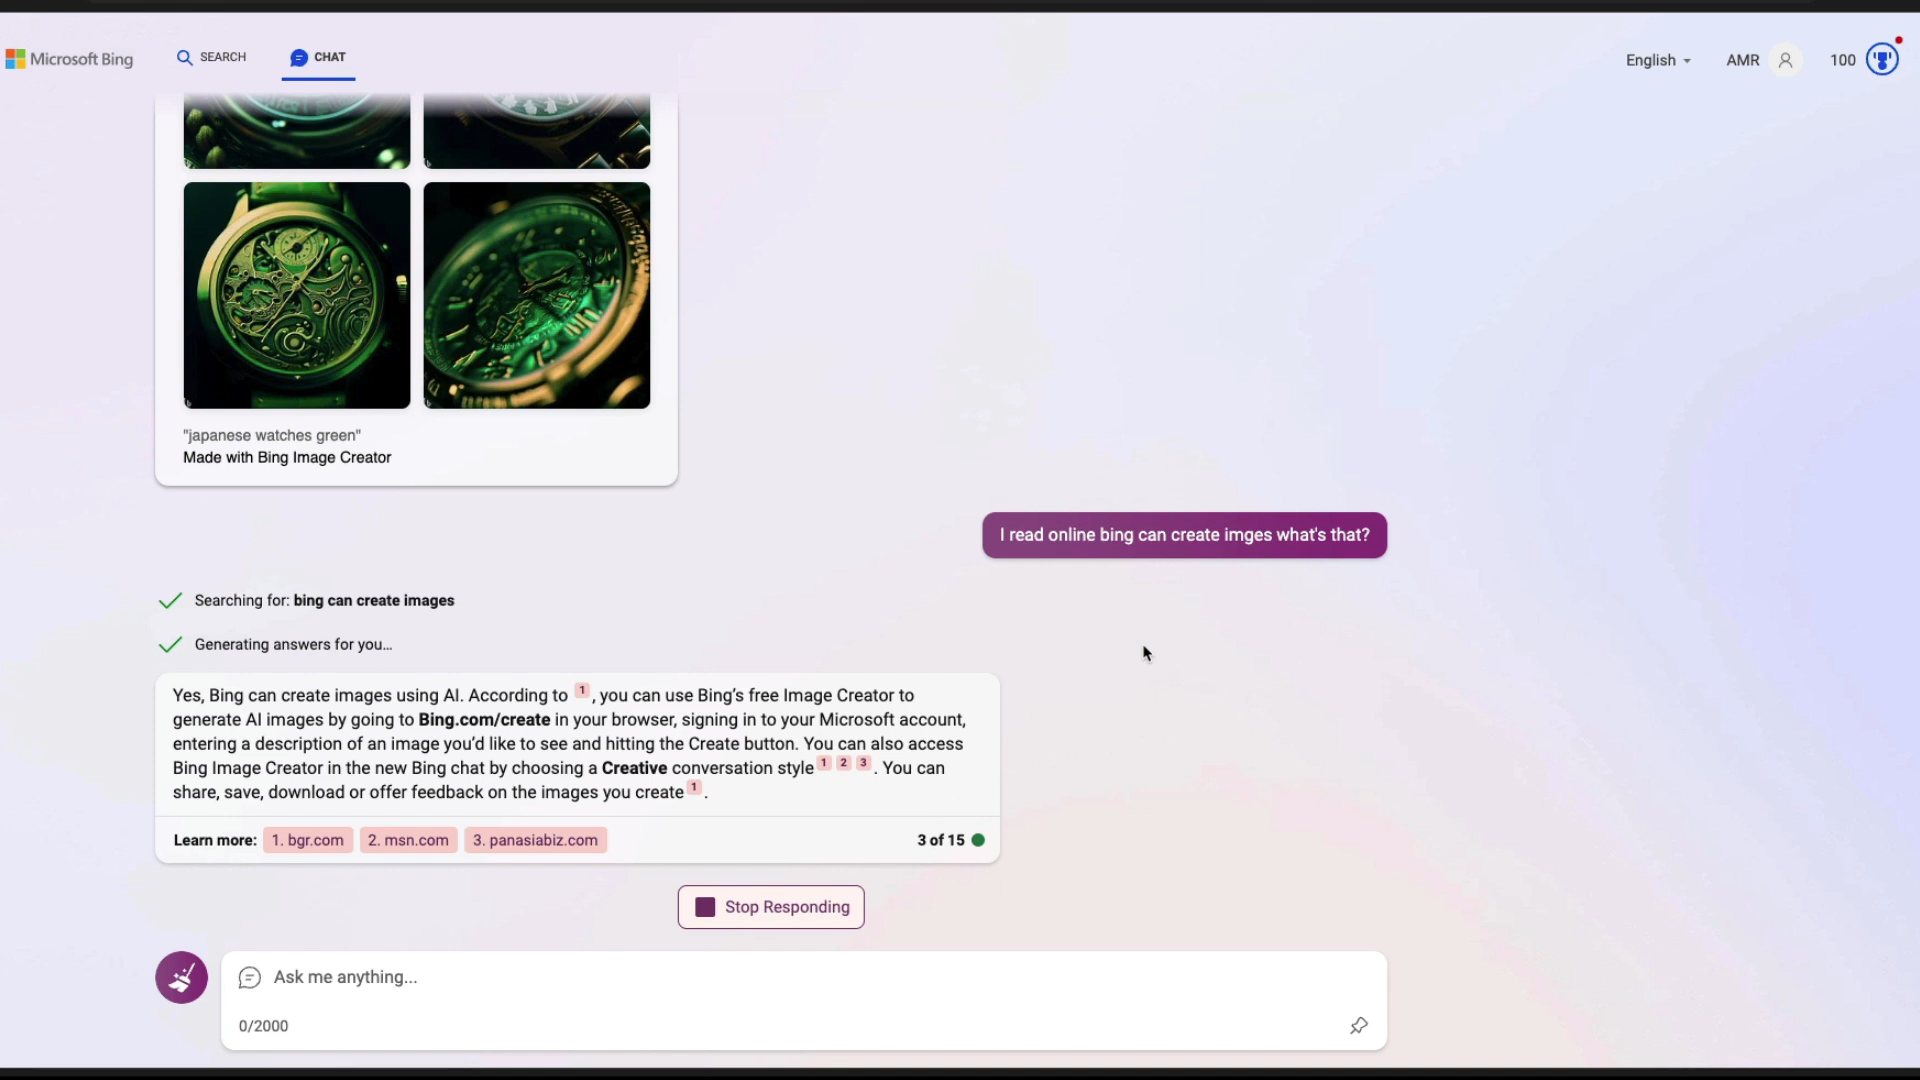 Microsoft Bing
SEARCH
CHAT
English
AMR
100
"japanese watches green"
Made with Bing Image Creator
I read online bing can create imges what's that?
Searching for: bing can create images
Generating answers for you...
Yes, Bing can create images using AI. According to 1, you can use Bing's free Image Creator to
generate AI images by going to Bing.com/create in your browser, signing in to your Microsoft account,
entering a description of an image you'd like to see and hitting the Create button. You can also access
Bing Image Creator in the new Bing chat by choosing a Creative conversation style 1 2 3. You can
share, save, download or offer feedback on the images you create 1.
Learn more: 1. bgr.com 2. msn.com 3. panasiabiz.com 3 of 15
Stop Responding
Ask me anything...
0/2000